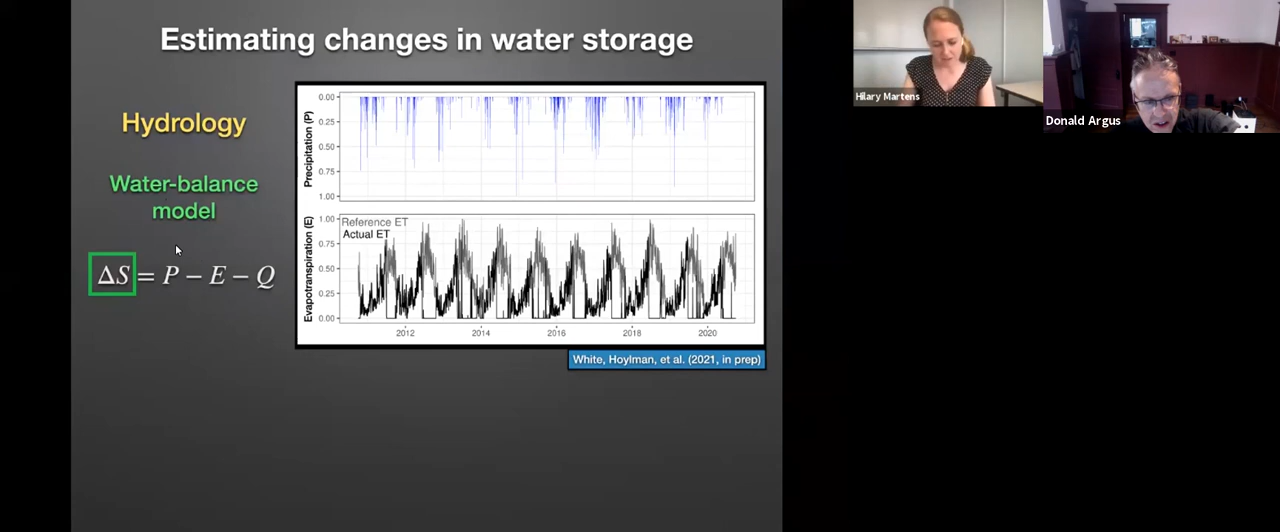 Estimating changes in water storage
Hydrology
Water-balance
model
ΔS = P − E − Q
Precipitation (P)
0.00
0.25
0.50
0.75
1.00
Evapotranspiration (E)
Reference ET
Actual ET
1.00
0.75
0.50
0.25
0.00
2012
2014
2016
2018
2020
White, Hoylman, et al. (2021, in prep)
Hilary Martens
Donald Argus